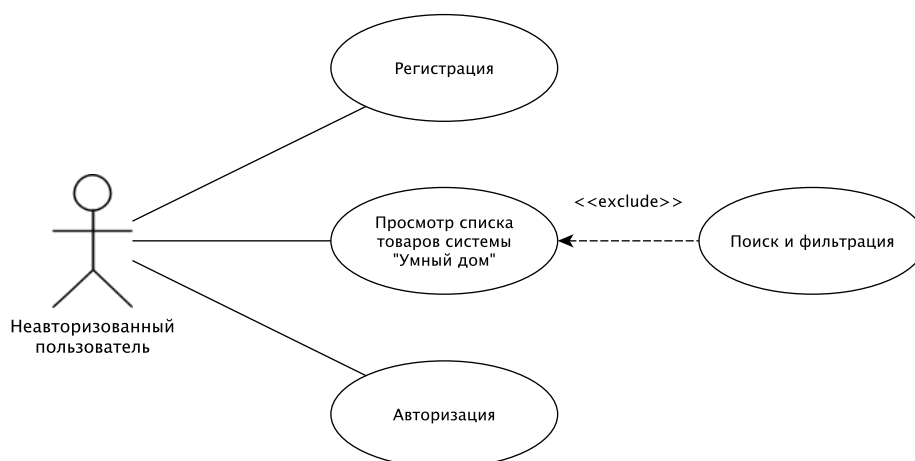 Регистрация
<<exclude>>
Просмотр списка
товаров системы
"Умный дом"
Поиск и фильтрация
Неавторизованный
пользователь
Авторизация